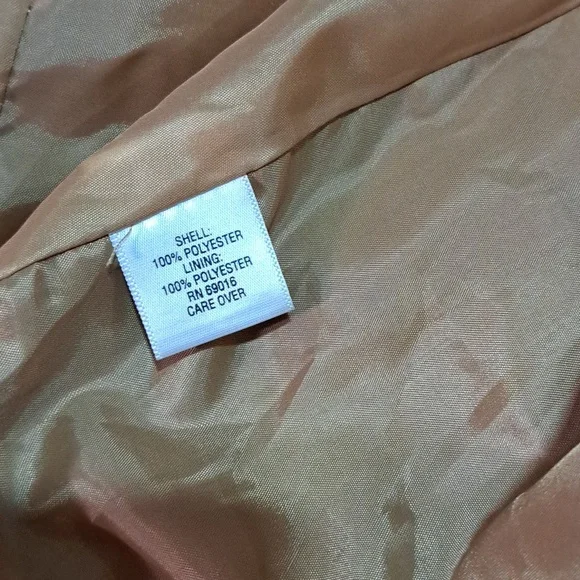 SHELL:
100% POLYESTER
LINING:
100% POLYESTER
RN 69016
CARE OVER